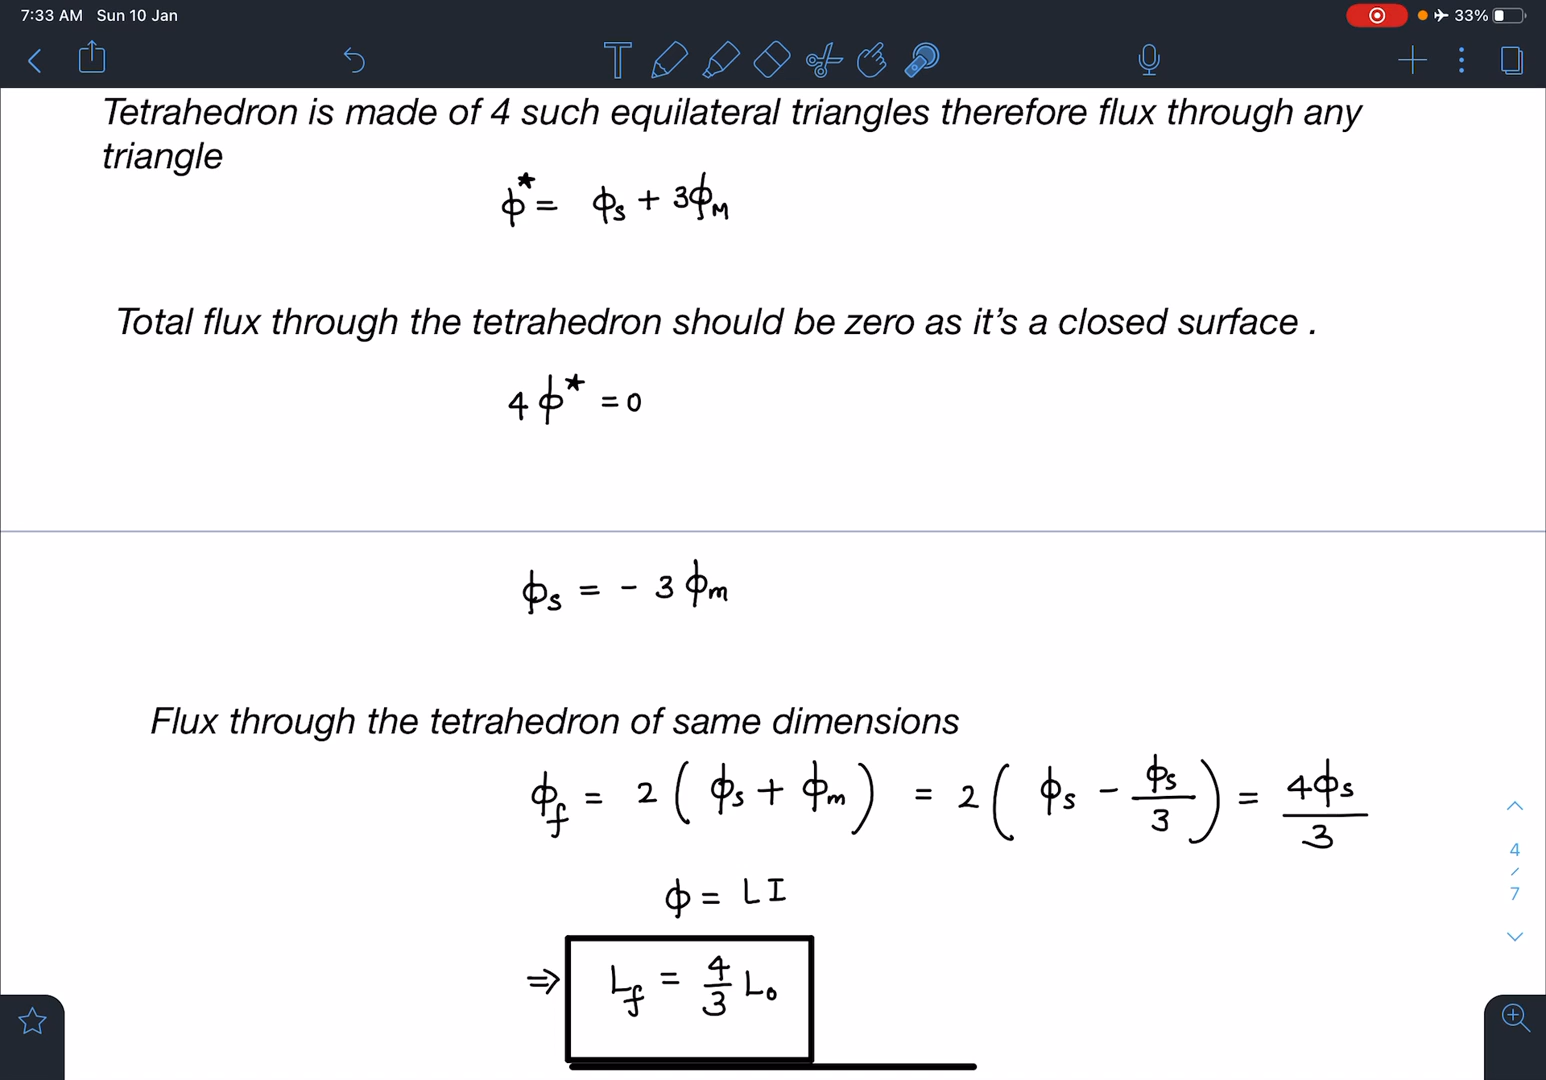 7:33 AM Sun 10 Jan 33%
Tetrahedron is made of 4 such equilateral triangles therefore flux through any
triangle
ϕ* = ϕs + 3ϕM
Total flux through the tetrahedron should be zero as it’s a closed surface .
4ϕ* = 0
ϕs = - 3ϕm
Flux through the tetrahedron of same dimensions
ϕf = 2(ϕs + ϕm) = 2(ϕs - ϕs/3) = 4ϕs/3
4
/
7
ϕ = LI
⇒ Lf = 4/3 L0